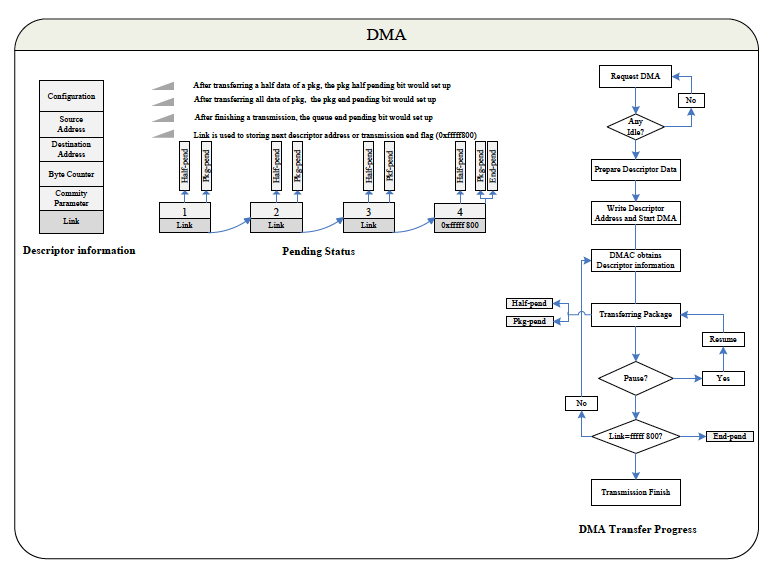 DMA
Configuration
Source
Address
Destination
Address
Byte Counter
Commity
Parameter
Link
Descriptor information
After transferring a half data of a pkg, the pkg half pending bit would set up
After transferring all data of pkg, the pkg end pending bit would set up
After finishing a transmission, the queue end pending bit would set up
Link is used to storing next descriptor address or transmission end flag (0xfffff800)
Half-pend
Pkg-pend
Half-pend
Pkg-pend
Half-pend
Pkf-pend
Half-pend
Pkg-pend
End-pend
1
Link
2
Link
3
Link
4
0xfffff 800
Pending Status
Request DMA
No
Any
Idle?
Prepare Descriptor Data
Write Descriptor
Address and Start DMA
DMAC obtains
Descriptor information
Half-pend
Pkg-pend
Transferring Package
Resume
Pause?
Yes
No
Link=fffff 800?
End-pend
Transmission Finish
DMA Transfer Progress